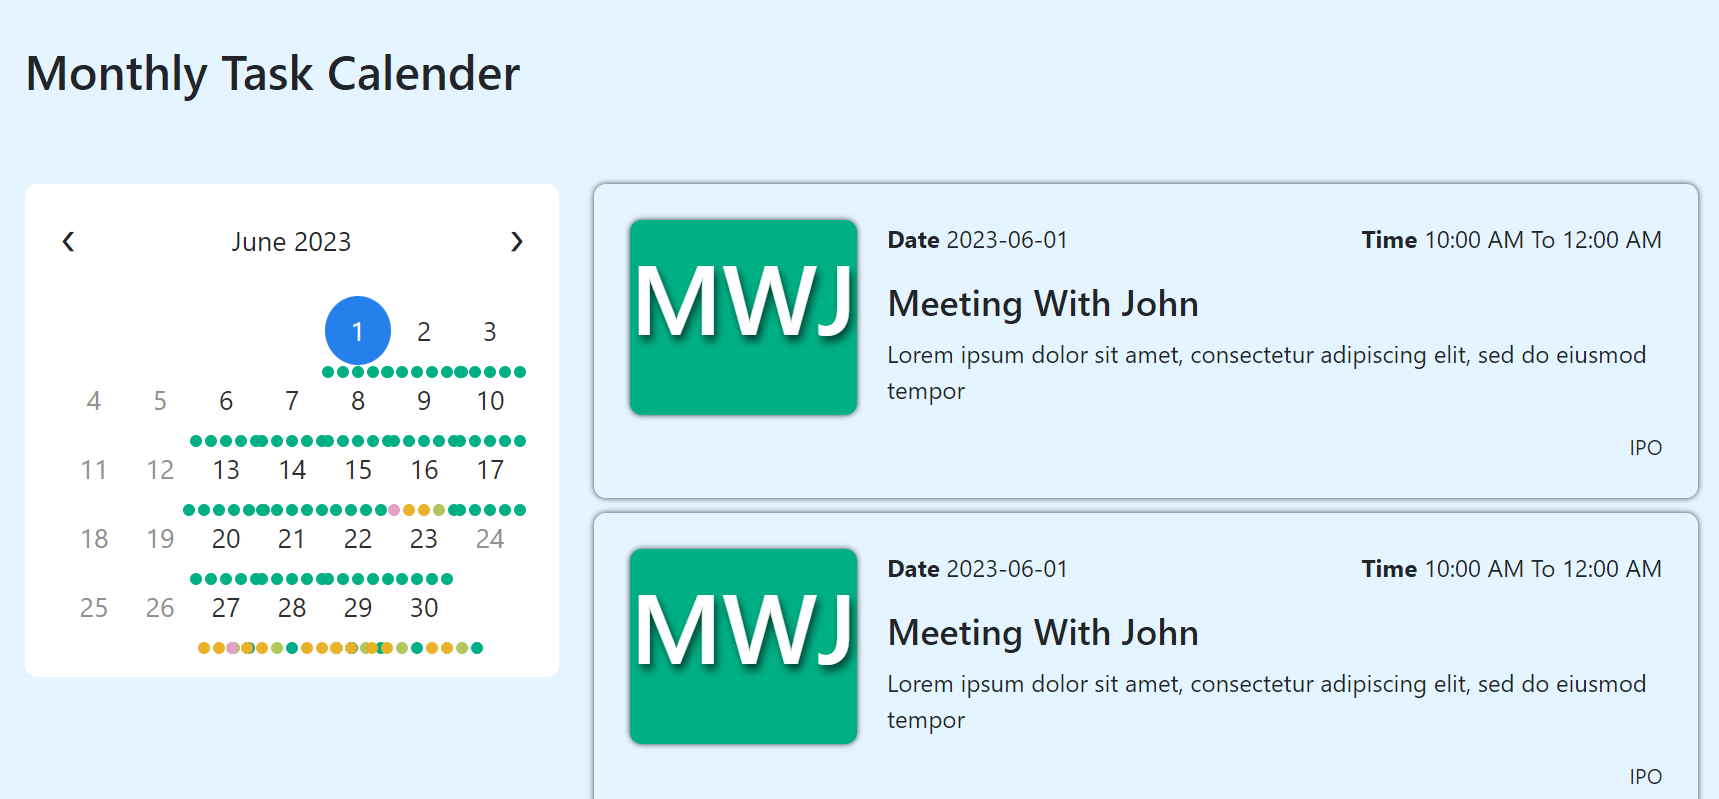 Monthly Task Calender
‹ June 2023 ›
1 2 3
4 5 6 7 8 9 10
11 12 13 14 15 16 17
18 19 20 21 22 23 24
25 26 27 28 29 30
MWJ
Date 2023-06-01 Time 10:00 AM To 12:00 AM
Meeting With John
Lorem ipsum dolor sit amet, consectetur adipiscing elit, sed do eiusmod
tempor
IPO
MWJ
Date 2023-06-01 Time 10:00 AM To 12:00 AM
Meeting With John
Lorem ipsum dolor sit amet, consectetur adipiscing elit, sed do eiusmod
tempor
IPO